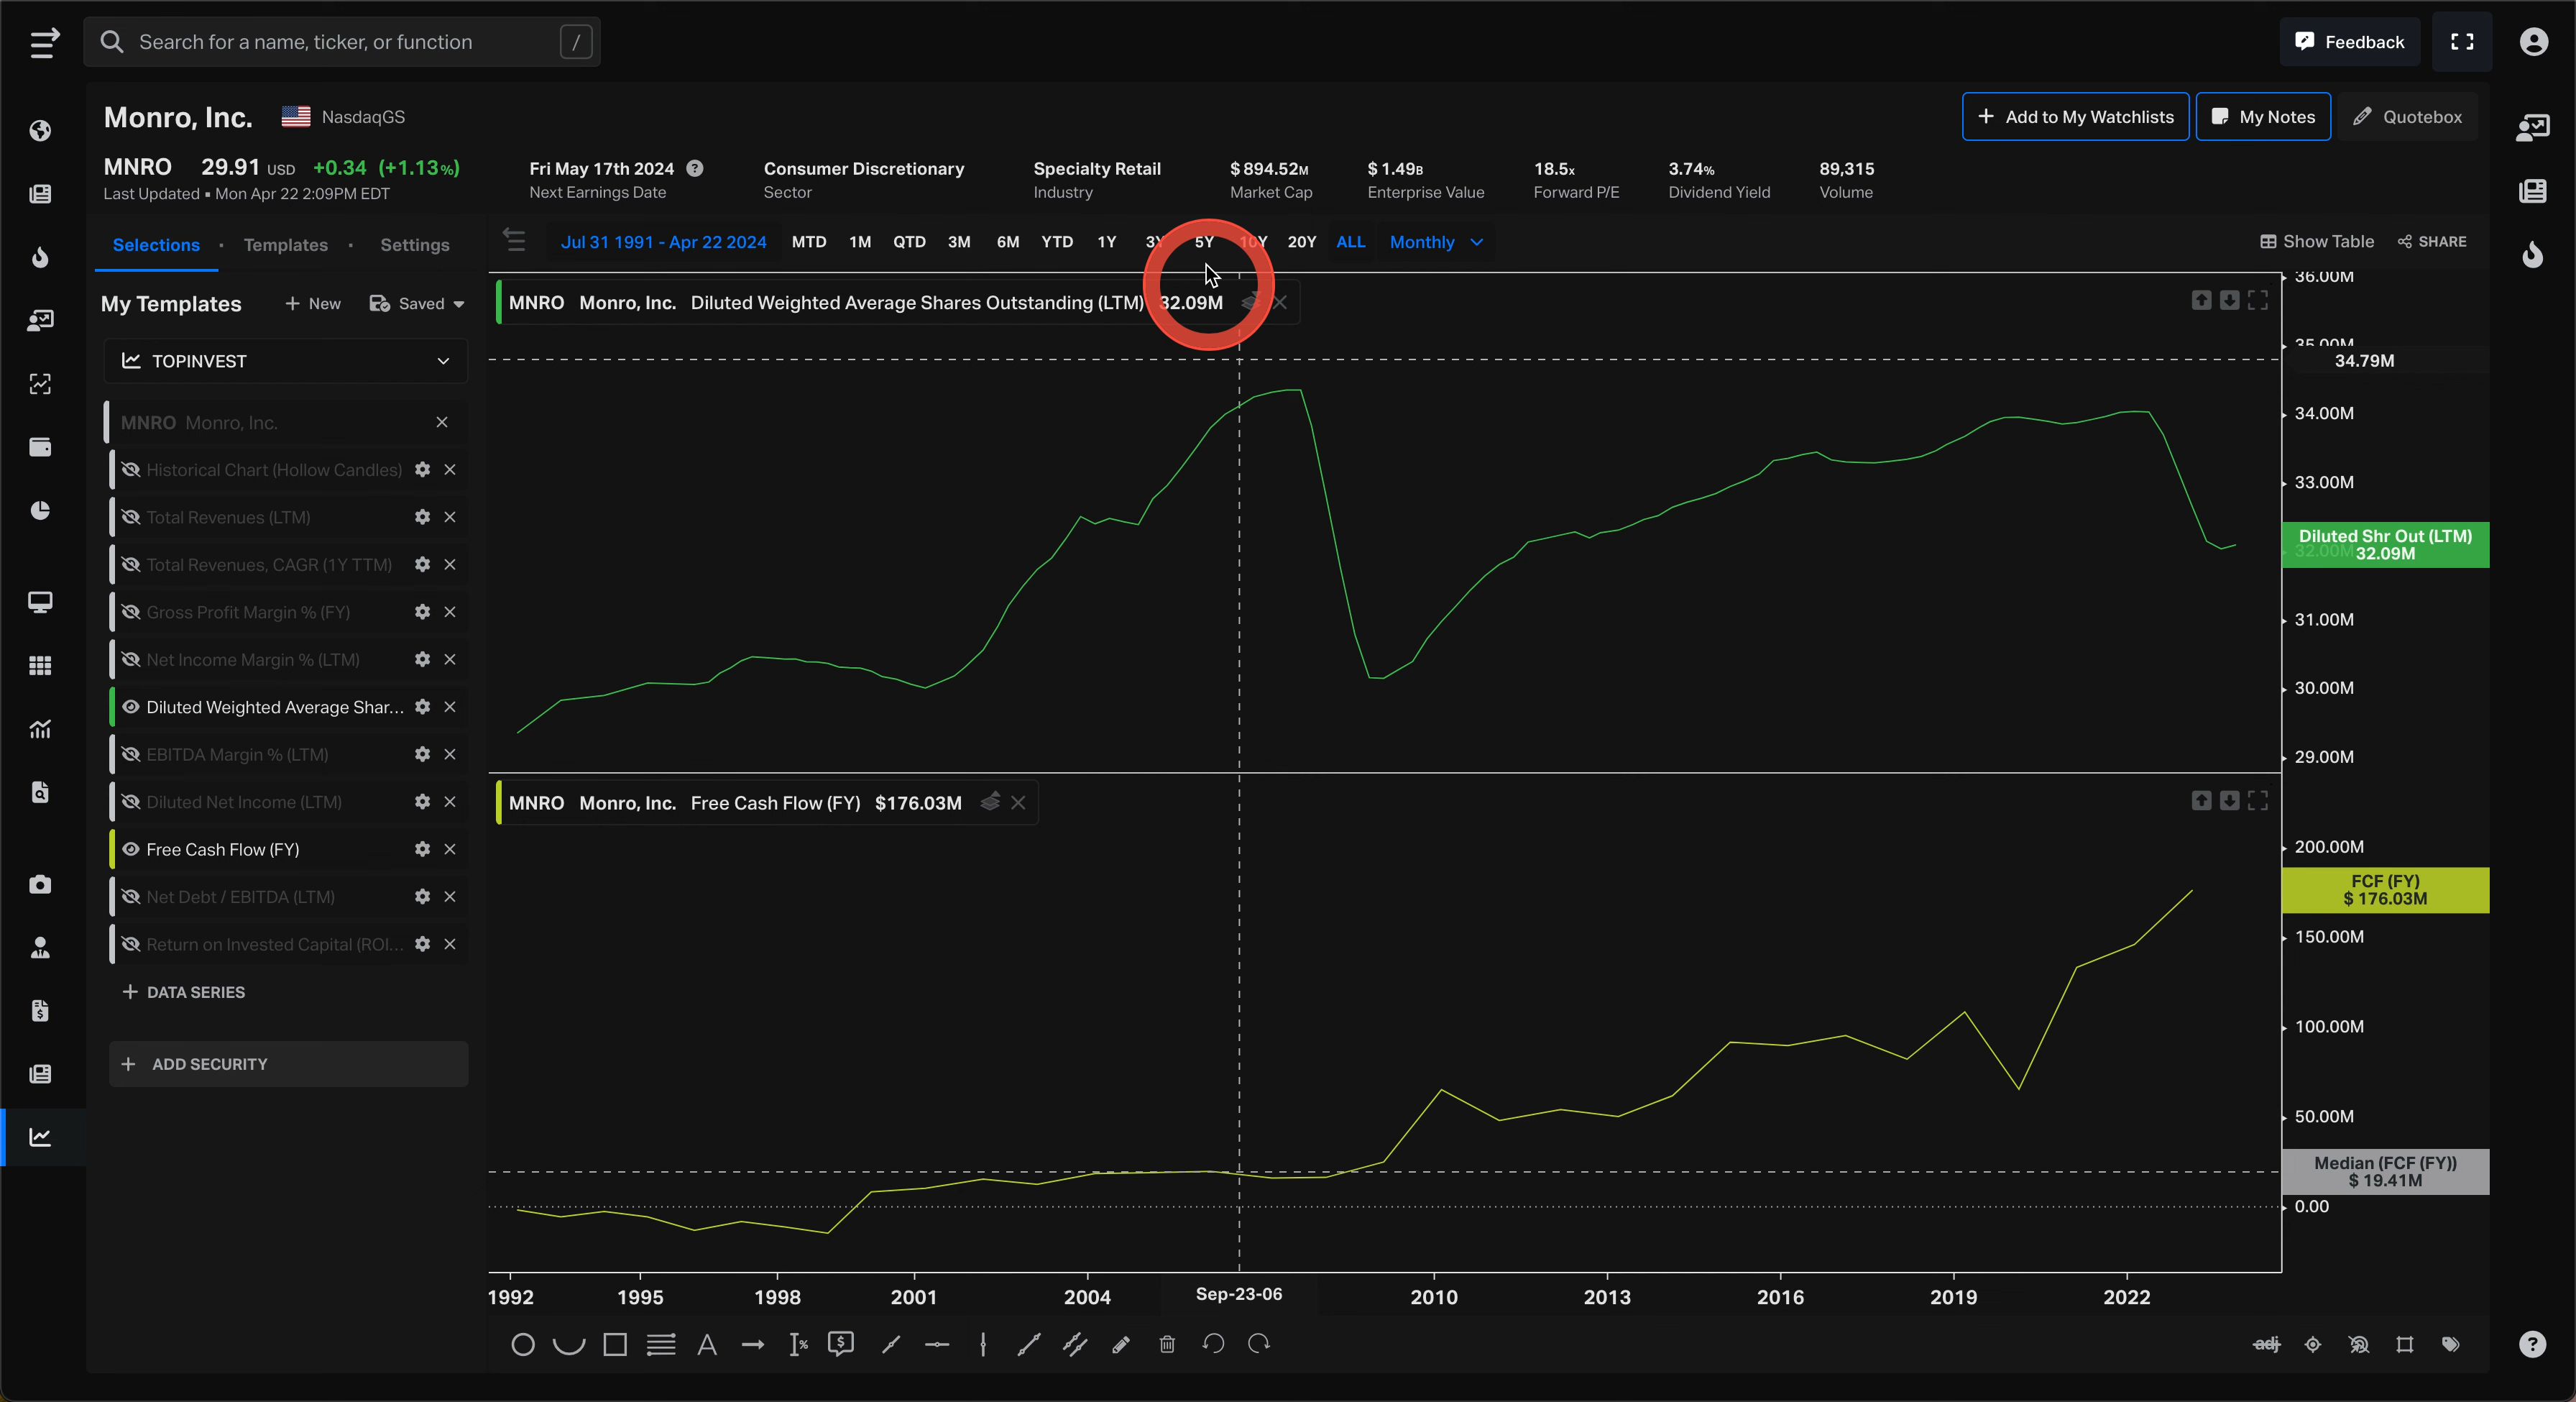 Search for a name, ticker, or function /
Feedback
Monro, Inc. NasdaqGS
Add to My Watchlists
My Notes
Quotebox
MNRO 29.91 USD +0.34 (+1.13%)
Last Updated ▪ Mon Apr 22 2:09PM EDT
Fri May 17th 2024 ?
Next Earnings Date
Consumer Discretionary
Sector
Specialty Retail
Industry
$894.52M
Market Cap
$1.49B
Enterprise Value
18.5x
Forward P/E
3.74%
Dividend Yield
89,315
Volume
Selections · Templates · Settings
Jul 31 1991 - Apr 22 2024 MTD 1M QTD 3M 6M YTD 1Y 3Y 5Y 10Y 20Y ALL Monthly
Show Table SHARE
My Templates + New Saved
TOPINVEST
MNRO Monro, Inc.
Historical Chart (Hollow Candles)
Total Revenues (LTM)
Total Revenues, CAGR (1Y TTM)
Gross Profit Margin % (FY)
Net Income Margin % (LTM)
Diluted Weighted Average Shar...
EBITDA Margin % (LTM)
Diluted Net Income (LTM)
Free Cash Flow (FY)
Net Debt / EBITDA (LTM)
Return on Invested Capital (ROI...
+ DATA SERIES
+ ADD SECURITY
MNRO Monro, Inc. Diluted Weighted Average Shares Outstanding (LTM) 32.09M
36.00M
35.00M
34.79M
34.00M
33.00M
Diluted Shr Out (LTM)
32.00M
32.09M
31.00M
30.00M
29.00M
MNRO Monro, Inc. Free Cash Flow (FY) $176.03M
200.00M
FCF (FY)
$ 176.03M
150.00M
100.00M
50.00M
Median (FCF (FY))
$ 19.41M
0.00
1992 1995 1998 2001 2004 Sep-23-06 2010 2013 2016 2019 2022
A % $ adj ?